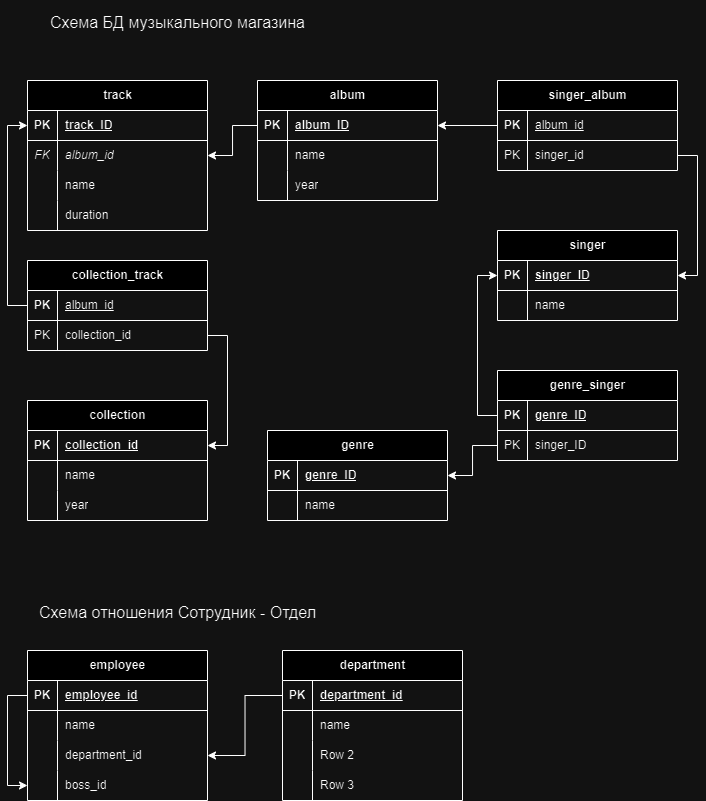 Схема БД музыкального магазина
track
PK track_ID
FK album_id
name
duration
album
PK album_ID
name
year
singer_album
PK album_id
PK singer_id
singer
PK singer_ID
name
collection_track
PK album_id
PK collection_id
genre_singer
PK genre_ID
PK singer_ID
collection
PK collection_id
name
year
genre
PK genre_ID
name
Схема отношения Сотрудник - Отдел
employee
PK employee_id
name
department_id
boss_id
department
PK department_id
name
Row 2
Row 3